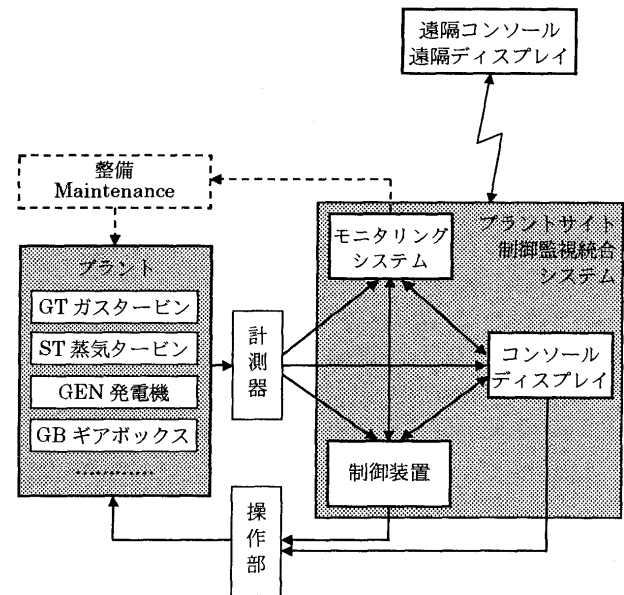 遠隔コンソール
遠隔ディスプレイ
整備
Maintenance
プラントサイト
制御監視統合
システム
モニタリング
システム
プラント
GT ガスタービン
ST 蒸気タービン
GEN 発電機
GB ギアボックス
…………
計測器
コンソール
ディスプレイ
制御装置
操作部